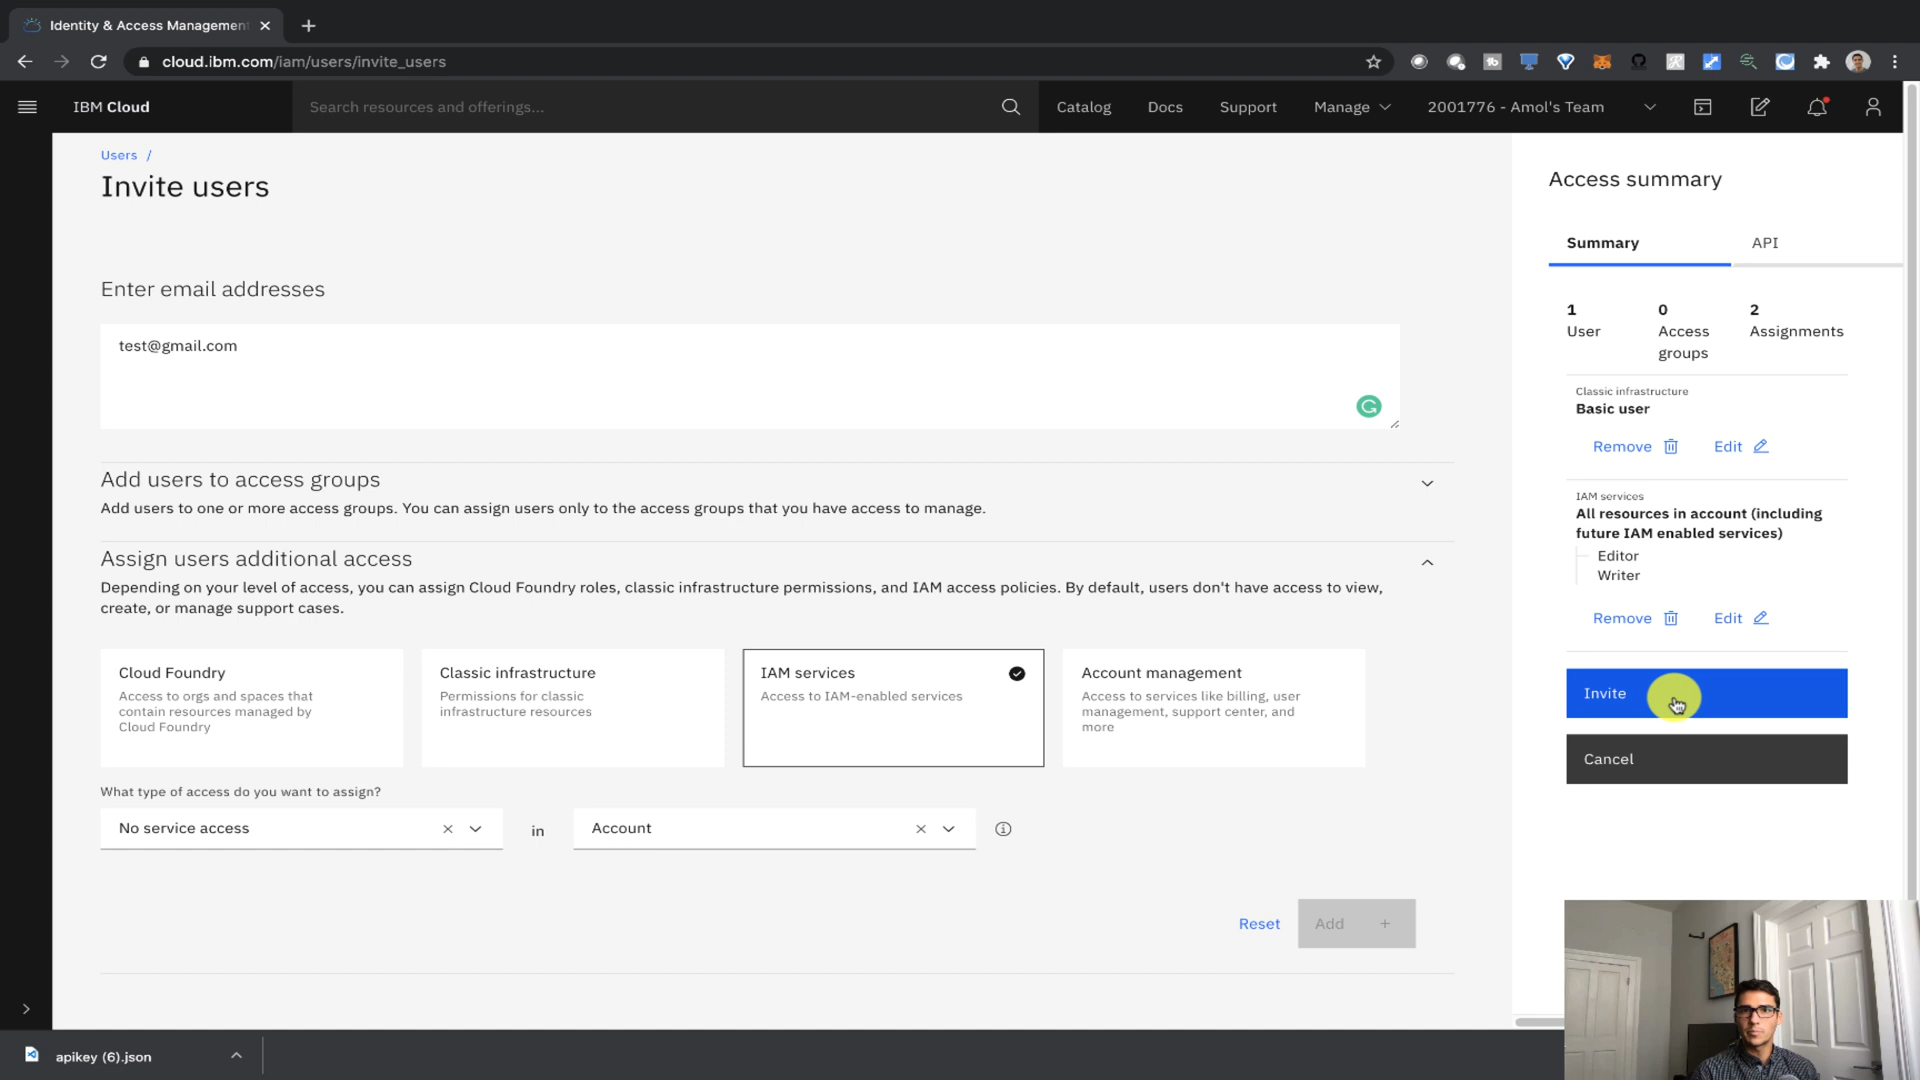 Identity & Access Management
cloud.ibm.com/iam/users/invite_users
IBM Cloud
Search resources and offerings...
Catalog
Docs
Support
Manage
2001776 - Amol's Team
Users /
Invite users
Enter email addresses
test@gmail.com
Add users to access groups
Add users to one or more access groups. You can assign users only to the access groups that you have access to manage.
Assign users additional access
Depending on your level of access, you can assign Cloud Foundry roles, classic infrastructure permissions, and IAM access policies. By default, users don't have access to view,
create, or manage support cases.
Cloud Foundry
Access to orgs and spaces that
contain resources managed by
Cloud Foundry
Classic infrastructure
Permissions for classic
infrastructure resources
IAM services
Access to IAM-enabled services
Account management
Access to services like billing, user
management, support center, and
more
What type of access do you want to assign?
No service access
in
Account
Reset
Add +
Access summary
Summary
API
1
User
0
Access
groups
2
Assignments
Classic infrastructure
Basic user
Remove
Edit
IAM services
All resources in account (including
future IAM enabled services)
Editor
Writer
Remove
Edit
Invite
Cancel
apikey (6).json